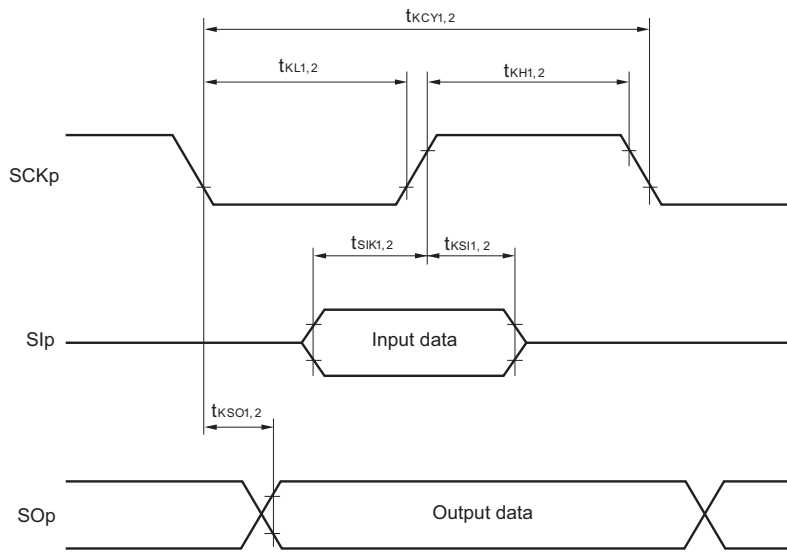 tKCY1, 2
tKL1, 2
tKH1, 2
SCKp
tSIK1, 2
tKSI1, 2
SIp
Input data
tKSO1, 2
SOp
Output data